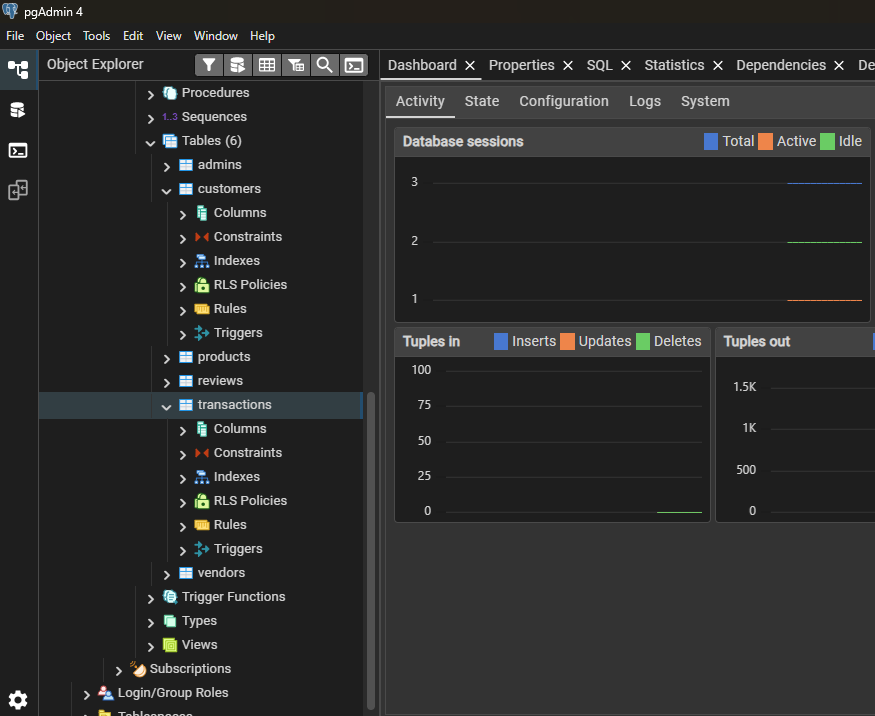 pgAdmin 4
File Object Tools Edit View Window Help
Object Explorer
Procedures
1..3 Sequences
Tables (6)
admins
customers
Columns
Constraints
Indexes
RLS Policies
Rules
Triggers
products
reviews
transactions
Columns
Constraints
Indexes
RLS Policies
Rules
Triggers
vendors
Trigger Functions
Types
Views
Subscriptions
Login/Group Roles
Tablespaces
Dashboard Properties SQL Statistics Dependencies De
Activity State Configuration Logs System
Database sessions Total Active Idle
3
2
1
Tuples in Inserts Updates Deletes
100
75
50
25
0
Tuples out
1.5K
1K
500
0